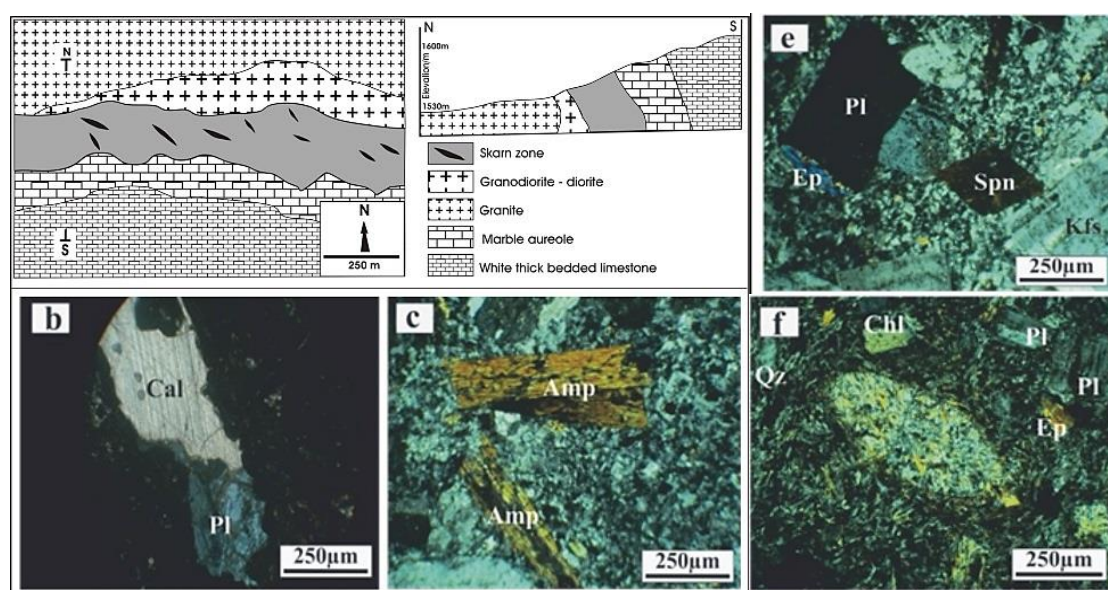 N
T
⊥
S
N
250 m
N
S
1600m
Elevation/m
1530m
Skarn zone
Granodiorite - diorite
Granite
Marble aureole
White thick bedded limestone
e
Pl
Ep
Spn
Kfs
250µm
b
Cal
Pl
250µm
c
Amp
Amp
250µm
f
Chl
Pl
Qz
Pl
Ep
250µm